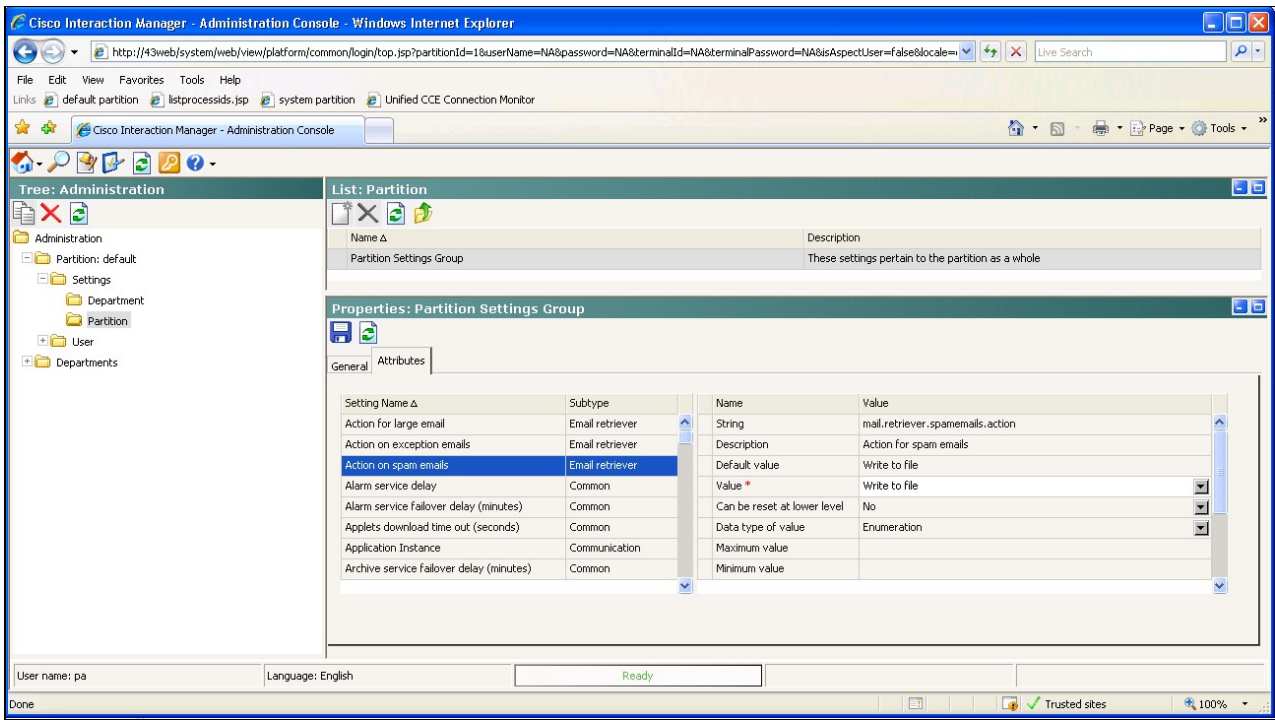 Cisco Interaction Manager - Administration Console - Windows Internet Explorer
http://43web/system/web/view/platform/common/login/top.jsp?partitionId=1&userName=NA&password=NA&terminalId=NA&terminalPassword=NA&isAspectUser=false&locale=
Live Search
File Edit View Favorites Tools Help
Links default partition listprocessids.jsp system partition Unified CCE Connection Monitor
Cisco Interaction Manager - Administration Console
Page Tools
Tree: Administration
Administration
Partition: default
Settings
Department
Partition
User
Departments
List: Partition
Name Description
Partition Settings Group These settings pertain to the partition as a whole
Properties: Partition Settings Group
General Attributes
Setting Name Subtype Name Value
Action for large email Email retriever String mail.retriever.spamemails.action
Action on exception emails Email retriever Description Action for spam emails
Action on spam emails Email retriever Default value Write to file
Alarm service delay Common Value * Write to file
Alarm service failover delay (minutes) Common Can be reset at lower level No
Applets download time out (seconds) Common Data type of value Enumeration
Application Instance Communication Maximum value
Archive service failover delay (minutes) Common Minimum value
User name: pa Language: English Ready
Done Trusted sites 100%